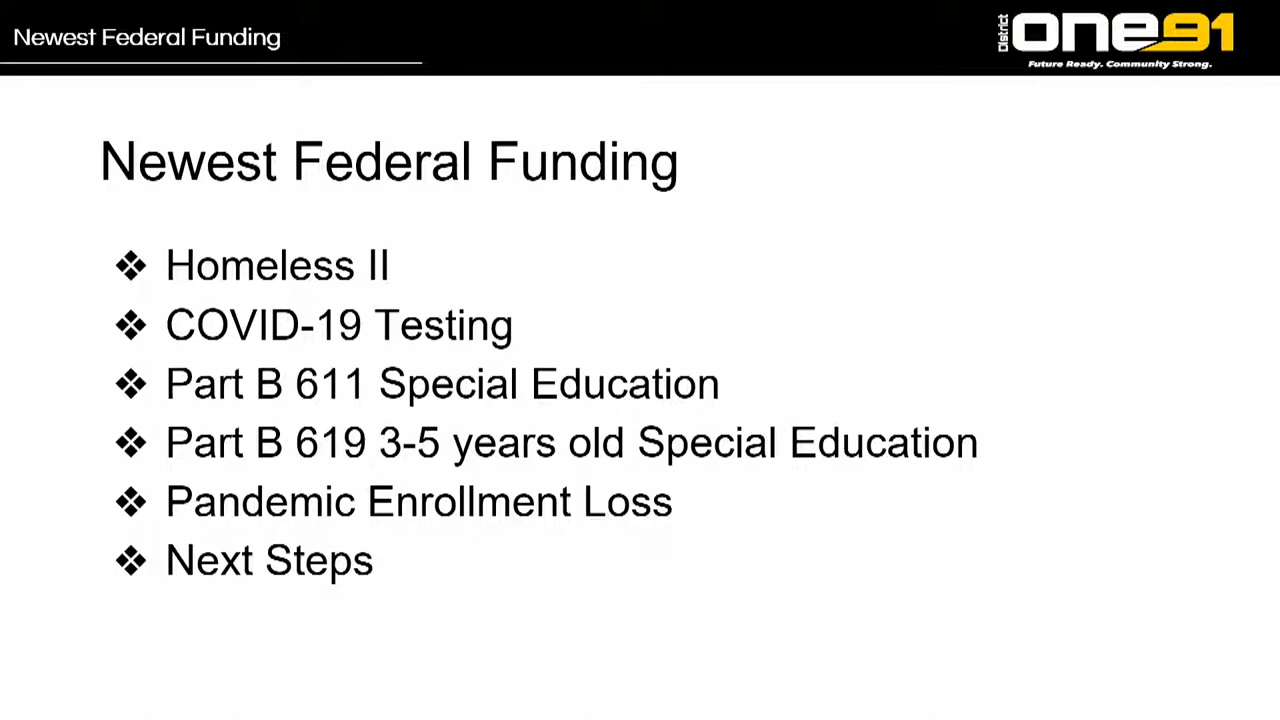 Newest Federal Funding
District
one91
Future Ready. Community Strong.
Newest Federal Funding
❖ Homeless II
❖ COVID-19 Testing
❖ Part B 611 Special Education
❖ Part B 619 3-5 years old Special Education
❖ Pandemic Enrollment Loss
❖ Next Steps